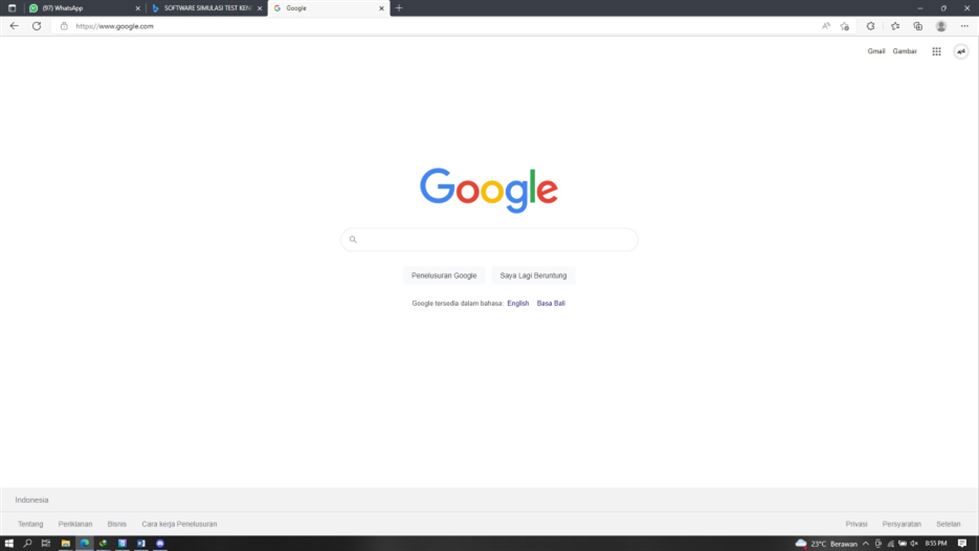 (97) WhatsApp
SOFTWARE SIMULASI TEST KEN
Google
https://www.google.com
Gmail Gambar
Google
Penelusuran Google
Saya Lagi Beruntung
Google tersedia dalam bahasa: English Basa Bali
Indonesia
Tentang Periklanan Bisnis Cara kerja Penelusuran
Privasi Persyaratan Setelan
23°C Berawan
8:55 PM